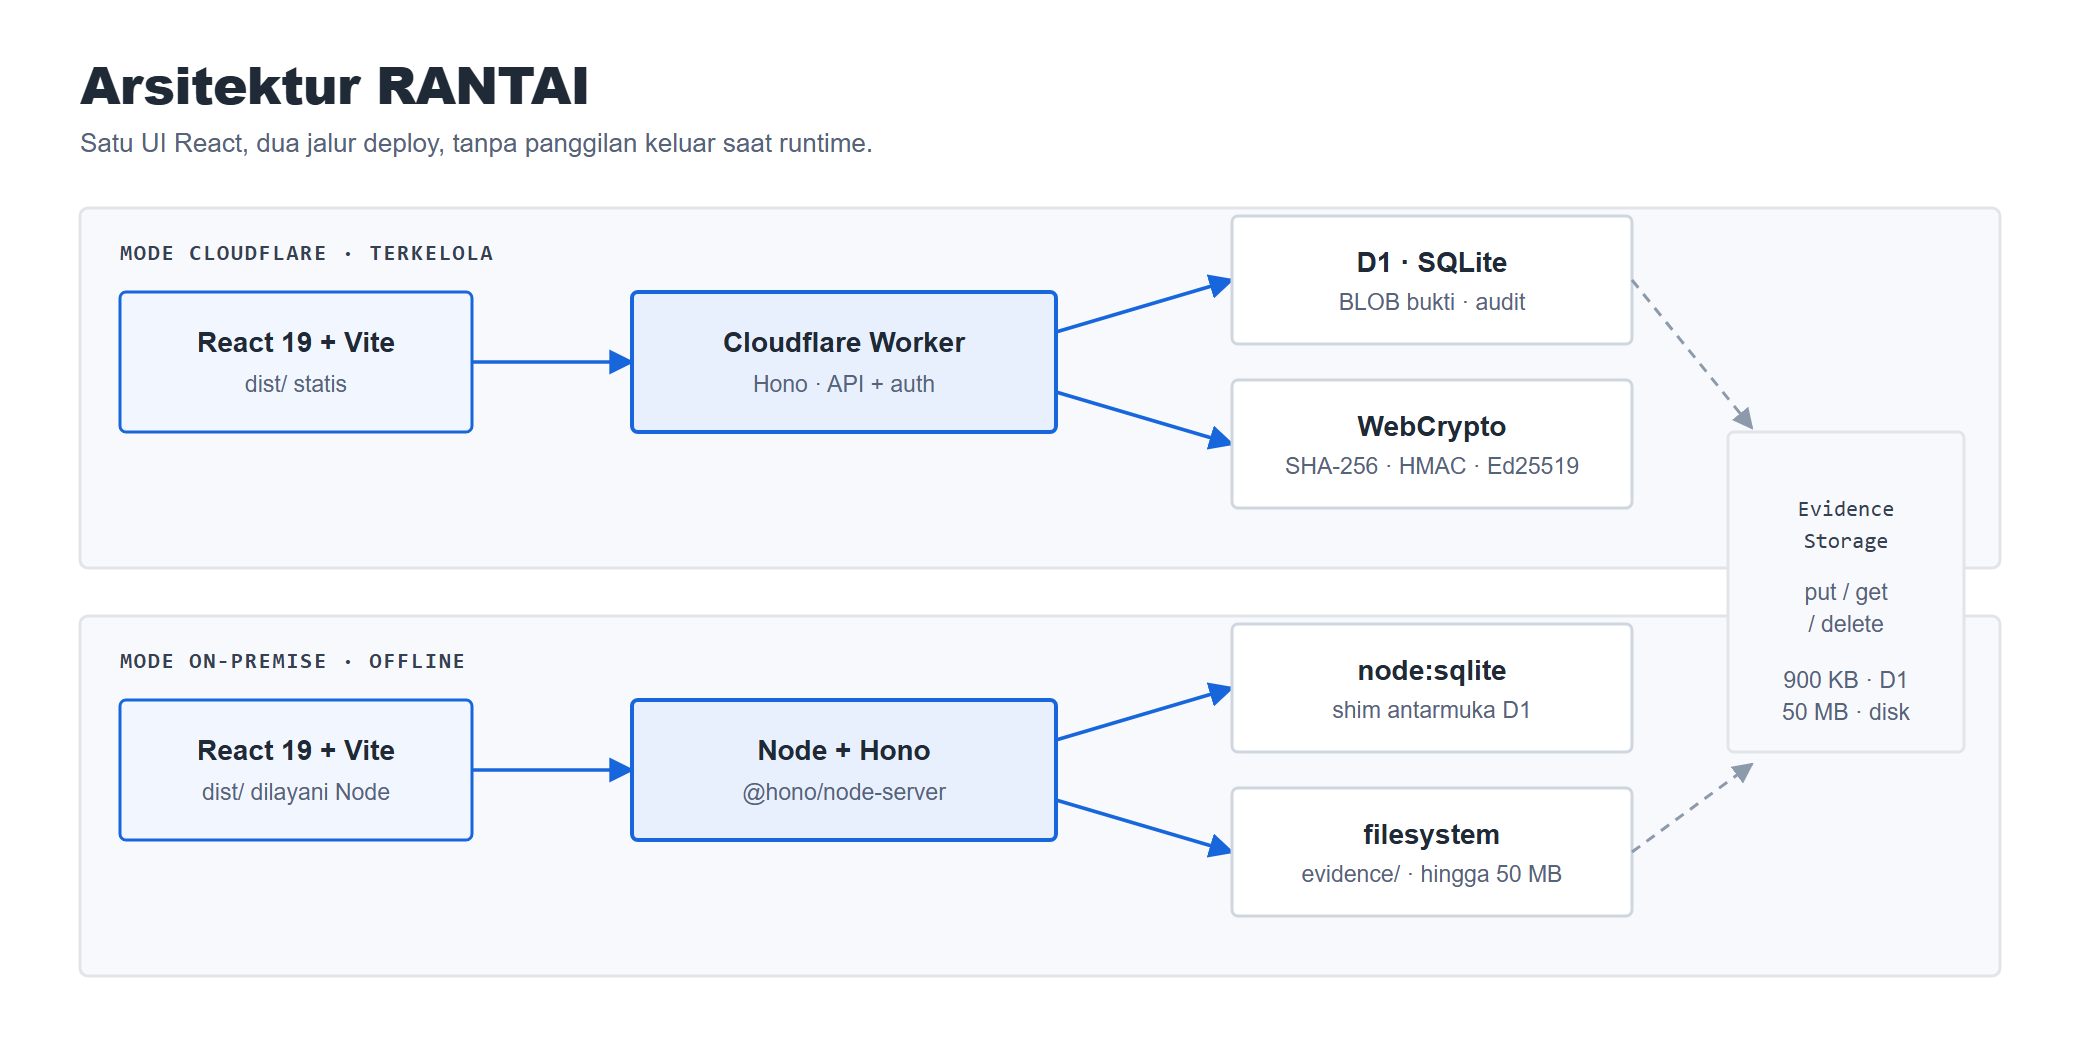 Arsitektur RANTAI
Satu UI React, dua jalur deploy, tanpa panggilan keluar saat runtime.
MODE CLOUDFLARE · TERKELOLA
React 19 + Vite
dist/ statis
Cloudflare Worker
Hono · API + auth
D1 · SQLite
BLOB bukti · audit
WebCrypto
SHA-256 · HMAC · Ed25519
Evidence
Storage
put / get
/ delete
900 KB · D1
50 MB · disk
MODE ON-PREMISE · OFFLINE
React 19 + Vite
dist/ dilayani Node
Node + Hono
@hono/node-server
node:sqlite
shim antarmuka D1
filesystem
evidence/ · hingga 50 MB